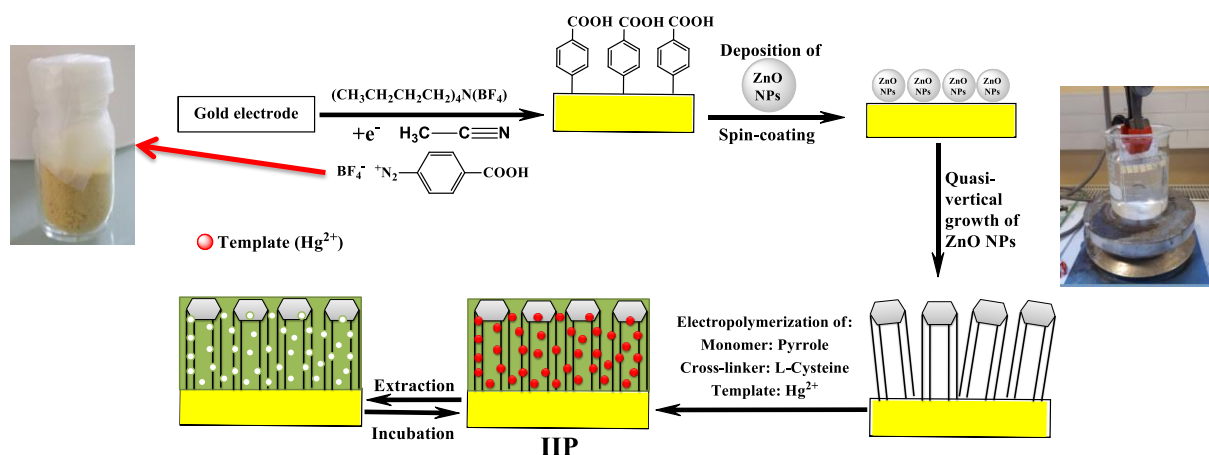 Gold electrode
(CH₃CH₂CH₂CH₂)₄N(BF₄)
+e⁻ H₃C—C≡N
BF₄⁻ ⁺N₂ COOH
COOH COOH COOH
Deposition of
ZnO
NPs
Spin-coating
ZnO
NPs
ZnO
NPs
ZnO
NPs
ZnO
NPs
Quasi-
vertical
growth of
ZnO NPs
Template (Hg²⁺)
Electropolymerization of:
Monomer: Pyrrole
Cross-linker: L-Cysteine
Template: Hg²⁺
Extraction
Incubation
IIP